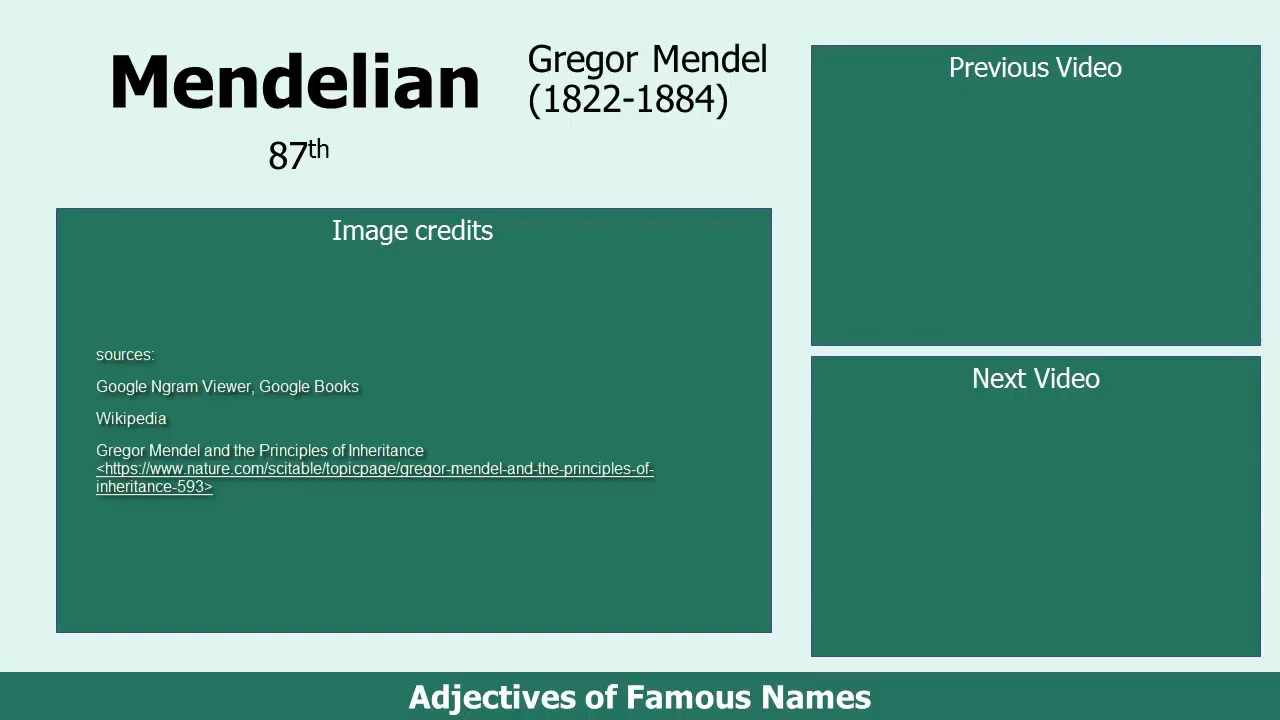 Mendelian
87th
Gregor Mendel
(1822-1884)
Image credits
sources:
Google Ngram Viewer, Google Books
Wikipedia
Gregor Mendel and the Principles of Inheritance
<https://www.nature.com/scitable/topicpage/gregor-mendel-and-the-principles-of-
inheritance-593>
Previous Video
Next Video
Adjectives of Famous Names